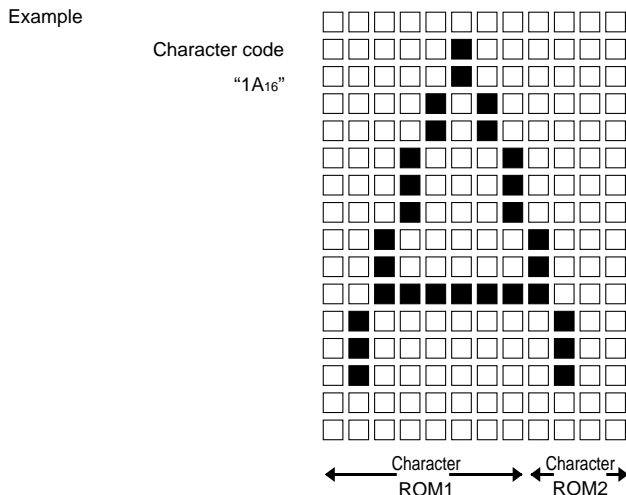 Example
Character code
“1A16”
Character
ROM1
Character
ROM2